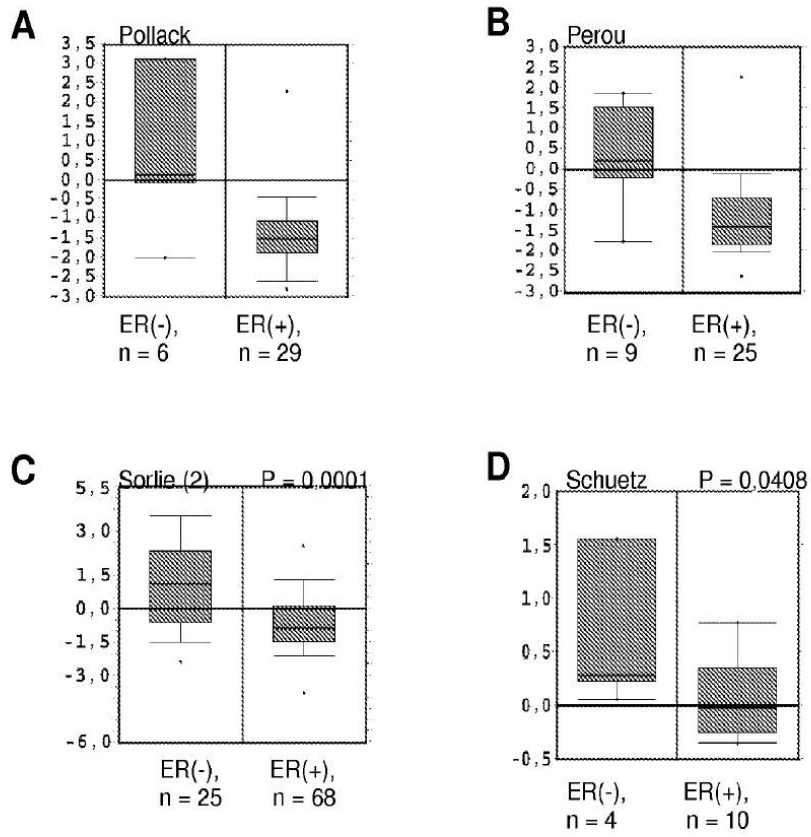 A
Pollack
3,5
3,0
2,5
2,0
1,5
1,0
0,5
0,0
-0,5
-1,0
-1,5
-2,0
-2,5
-3,0
ER(-),
n = 6
ER(+),
n = 29
B
Perou
3,0
2,5
2,0
1,5
1,0
0,5
0,0
-0,5
-1,0
-1,5
-2,0
-2,5
-3,0
ER(-),
n = 9
ER(+),
n = 25
C
Sorlie (2)
P = 0,0001
5,5
3,0
1,5
0,0
-1,5
-3,0
-6,0
ER(-),
n = 25
ER(+),
n = 68
D
Schuetz
P = 0,0408
2,0
1,5
1,0
0,5
0,0
-0,5
ER(-),
n = 4
ER(+),
n = 10